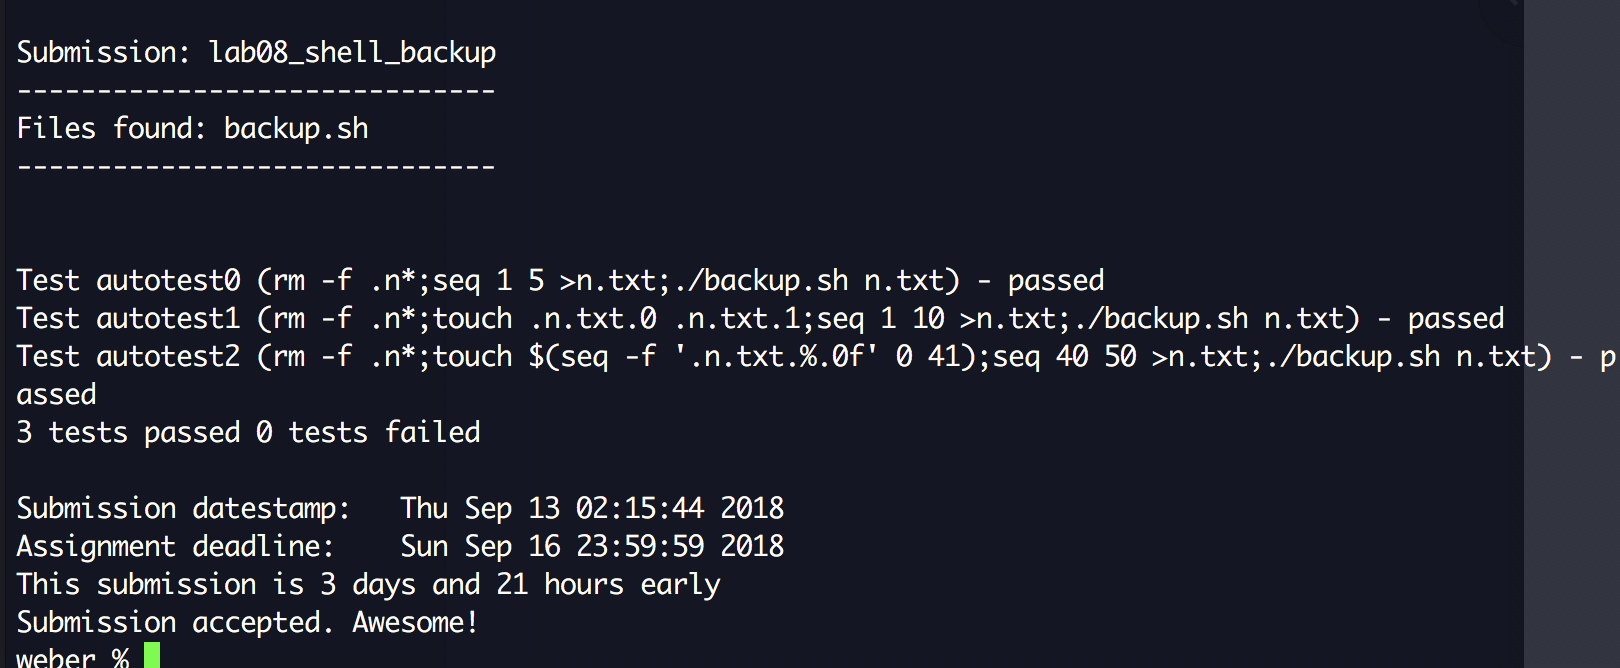 Submission: lab08_shell_backup
------------------------------
Files found: backup.sh
------------------------------
Test autotest0 (rm -f .n*;seq 1 5 >n.txt;./backup.sh n.txt) - passed
Test autotest1 (rm -f .n*;touch .n.txt.0 .n.txt.1;seq 1 10 >n.txt;./backup.sh n.txt) - passed
Test autotest2 (rm -f .n*;touch $(seq -f '.n.txt.%.0f' 0 41);seq 40 50 >n.txt;./backup.sh n.txt) - p
assed
3 tests passed 0 tests failed
Submission datestamp:   Thu Sep 13 02:15:44 2018
Assignment deadline:    Sun Sep 16 23:59:59 2018
This submission is 3 days and 21 hours early
Submission accepted. Awesome!
weber %